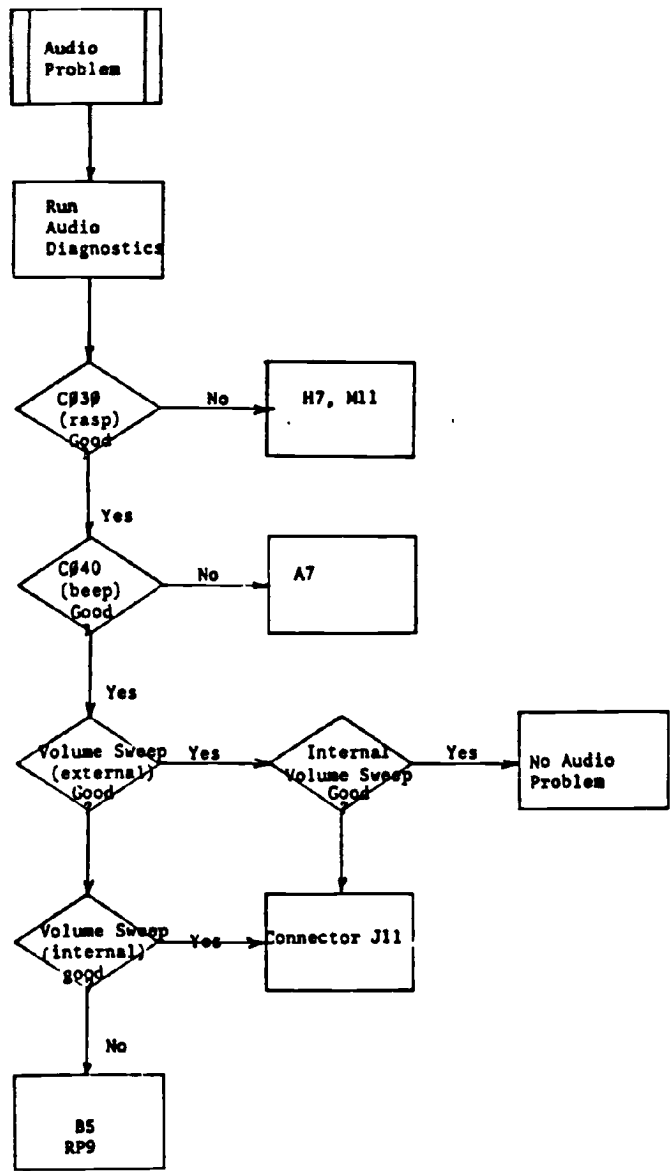 Audio
Problem
Run
Audio
Diagnostics
CØ3Ø
(rasp)
Good
?
No
H7, M11
Yes
CØ40
(beep)
Good
?
No
A7
Yes
Volume Sweep
(external)
Good
?
Yes
Internal
Volume Sweep
Good
?
Yes
No Audio
Problem
Volume Sweep
(internal)
good
?
Yes
Connector J11
No
B5
RP9